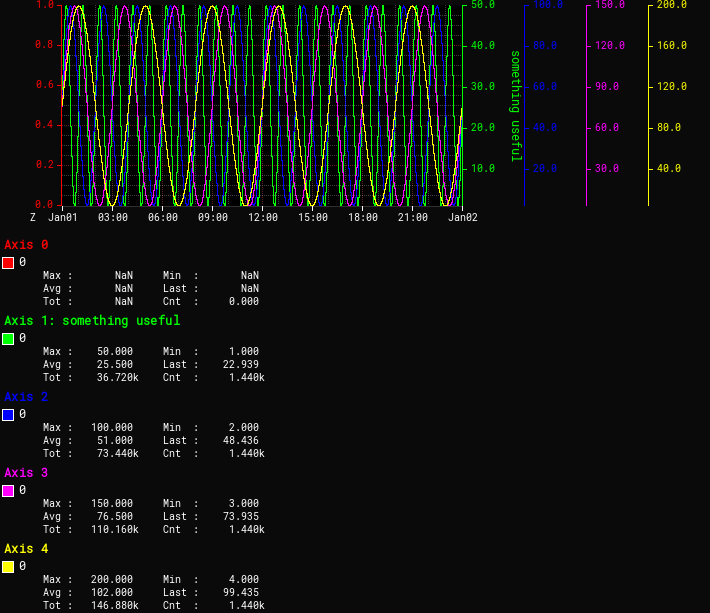 1.0 50.0 100.0 150.0 200.0
0.8 40.0 80.0 120.0 160.0
0.6 30.0 60.0 90.0 120.0
0.4 20.0 40.0 60.0 80.0
0.2 10.0 20.0 30.0 40.0
0.0
something useful
Z Jan01 03:00 06:00 09:00 12:00 15:00 18:00 21:00 Jan02
Axis 0
0
Max : NaN Min : NaN
Avg : NaN Last : NaN
Tot : NaN Cnt : 0.000
Axis 1: something useful
0
Max : 50.000 Min : 1.000
Avg : 25.500 Last : 22.939
Tot : 36.720k Cnt : 1.440k
Axis 2
0
Max : 100.000 Min : 2.000
Avg : 51.000 Last : 48.436
Tot : 73.440k Cnt : 1.440k
Axis 3
0
Max : 150.000 Min : 3.000
Avg : 76.500 Last : 73.935
Tot : 110.160k Cnt : 1.440k
Axis 4
0
Max : 200.000 Min : 4.000
Avg : 102.000 Last : 99.435
Tot : 146.880k Cnt : 1.440k